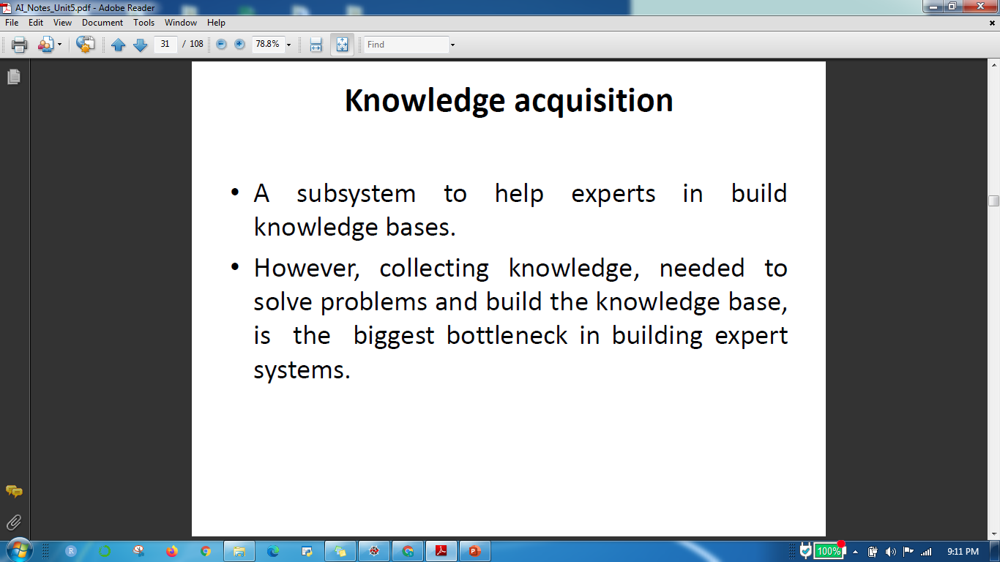 AI_Notes_Unit5.pdf - Adobe Reader
File Edit View Document Tools Window Help
31 / 108 78.8% Find
Knowledge acquisition
• A subsystem to help experts in build
knowledge bases.
• However, collecting knowledge, needed to
solve problems and build the knowledge base,
is the biggest bottleneck in building expert
systems.
R 100% 9:11 PM